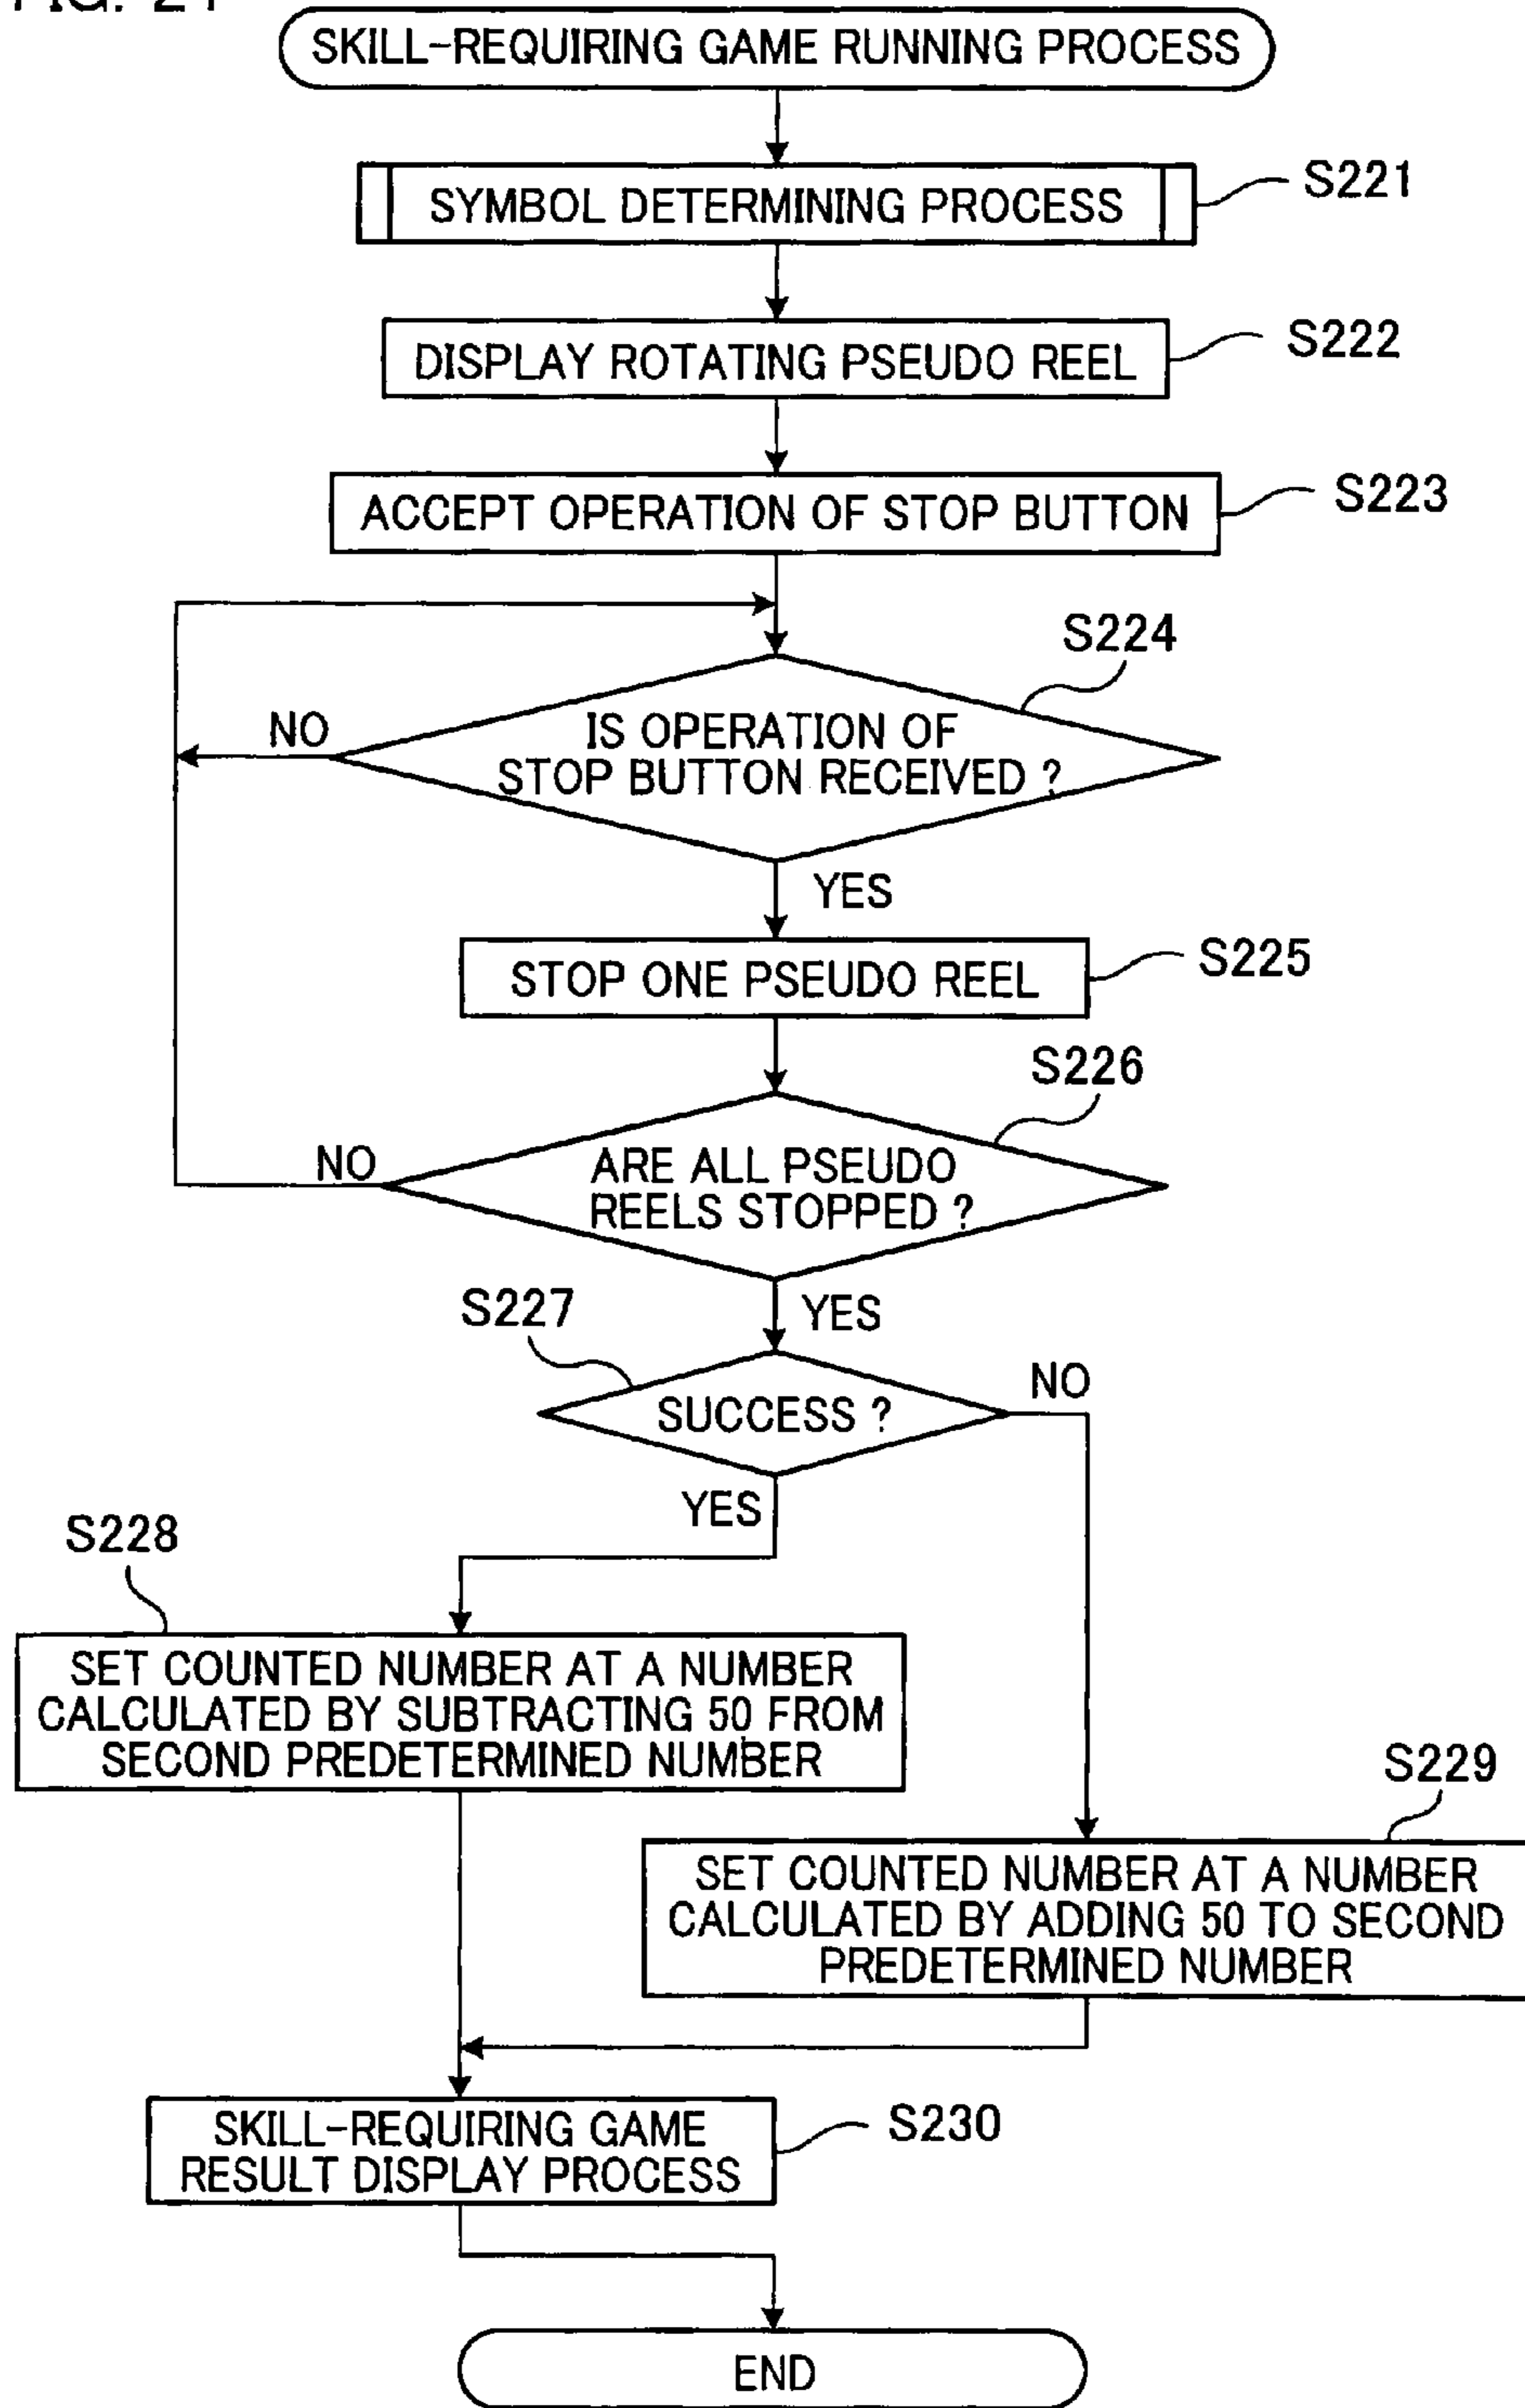 SKILL-REQUIRING GAME RUNNING PROCESS
SYMBOL DETERMINING PROCESS
S221
DISPLAY ROTATING PSEUDO REEL
S222
ACCEPT OPERATION OF STOP BUTTON
S223
S224
NO
IS OPERATION OF
STOP BUTTON RECEIVED ?
YES
STOP ONE PSEUDO REEL
S225
S226
NO
ARE ALL PSEUDO
REELS STOPPED ?
S227
YES
SUCCESS ?
NO
YES
S228
SET COUNTED NUMBER AT A NUMBER
CALCULATED BY SUBTRACTING 50 FROM
SECOND PREDETERMINED NUMBER
S229
SET COUNTED NUMBER AT A NUMBER
CALCULATED BY ADDING 50 TO SECOND
PREDETERMINED NUMBER
SKILL-REQUIRING GAME
RESULT DISPLAY PROCESS
S230
END